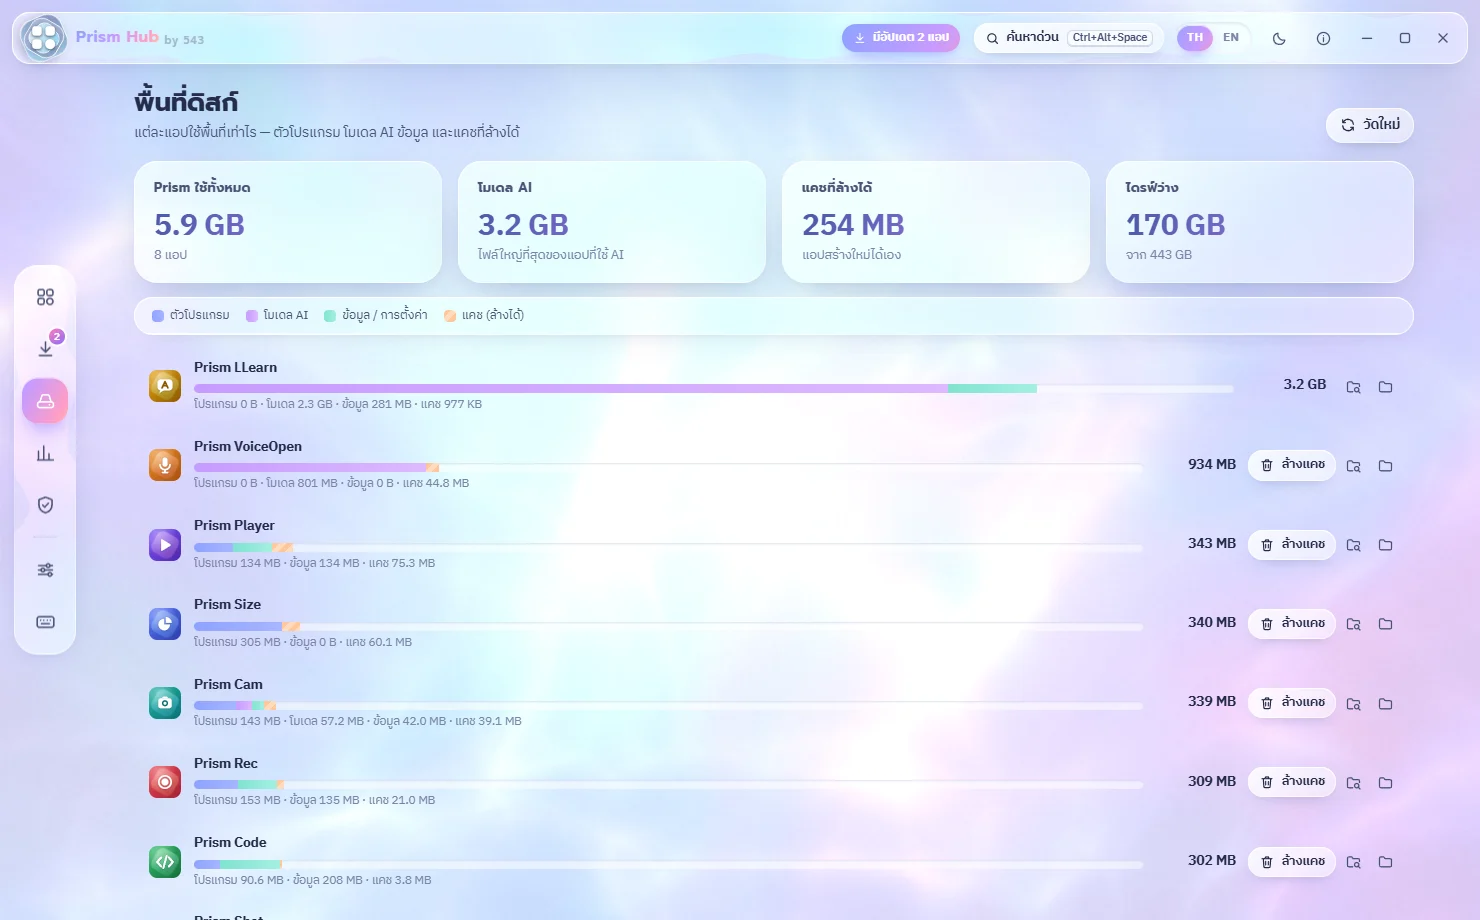 Prism Hub by 543
มีอัปเดต 2 แอป
ค้นหาด่วน Ctrl+Alt+Space
TH EN
พื้นที่ดิสก์
แต่ละแอปใช้พื้นที่เท่าไร — ตัวโปรแกรม โมเดล AI ข้อมูล และแคชที่ล้างได้
วัดใหม่
Prism ใช้ทั้งหมด
5.9 GB
8 แอป
โมเดล AI
3.2 GB
ไฟล์ใหญ่ที่สุดของแอปที่ใช้ AI
แคชที่ล้างได้
254 MB
แอปสร้างใหม่ได้เอง
ไดรฟ์ว่าง
170 GB
จาก 443 GB
2
ตัวโปรแกรม โมเดล AI ข้อมูล / การตั้งค่า แคช (ล้างได้)
Prism LLearn
3.2 GB
โปรแกรม 0 B · โมเดล 2.3 GB · ข้อมูล 281 MB · แคช 977 KB
Prism VoiceOpen
934 MB ล้างแคช
โปรแกรม 0 B · โมเดล 801 MB · ข้อมูล 0 B · แคช 44.8 MB
Prism Player
343 MB ล้างแคช
โปรแกรม 134 MB · ข้อมูล 134 MB · แคช 75.3 MB
Prism Size
340 MB ล้างแคช
โปรแกรม 305 MB · ข้อมูล 0 B · แคช 60.1 MB
Prism Cam
339 MB ล้างแคช
โปรแกรม 143 MB · โมเดล 57.2 MB · ข้อมูล 42.0 MB · แคช 39.1 MB
Prism Rec
309 MB ล้างแคช
โปรแกรม 153 MB · ข้อมูล 135 MB · แคช 21.0 MB
Prism Code
302 MB ล้างแคช
โปรแกรม 90.6 MB · ข้อมูล 208 MB · แคช 3.8 MB